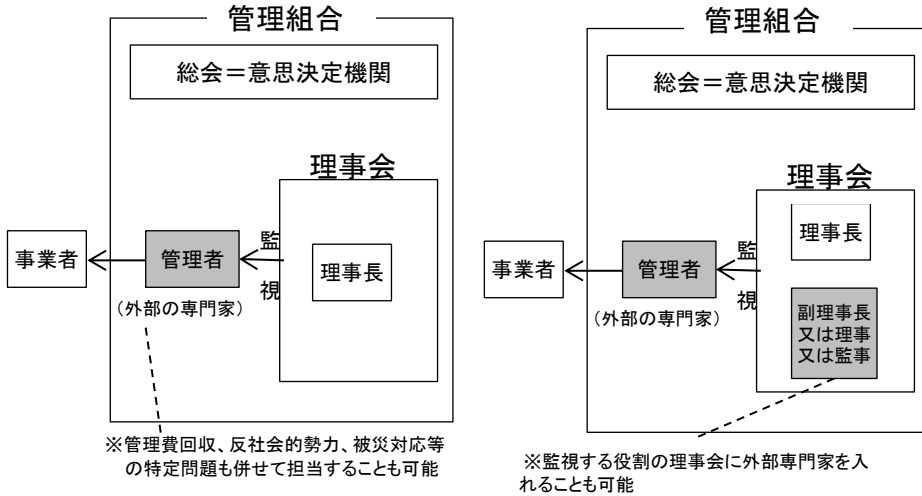 管理組合
総会＝意思決定機関
理事会
理事長
監
視
管理者
(外部の専門家)
事業者
※管理費回収、反社会的勢力、被災対応等
の特定問題も併せて担当することも可能
管理組合
総会＝意思決定機関
理事会
理事長
副理事長
又は理事
又は監事
監
視
管理者
(外部の専門家)
事業者
※監視する役割の理事会に外部専門家を入
れることも可能